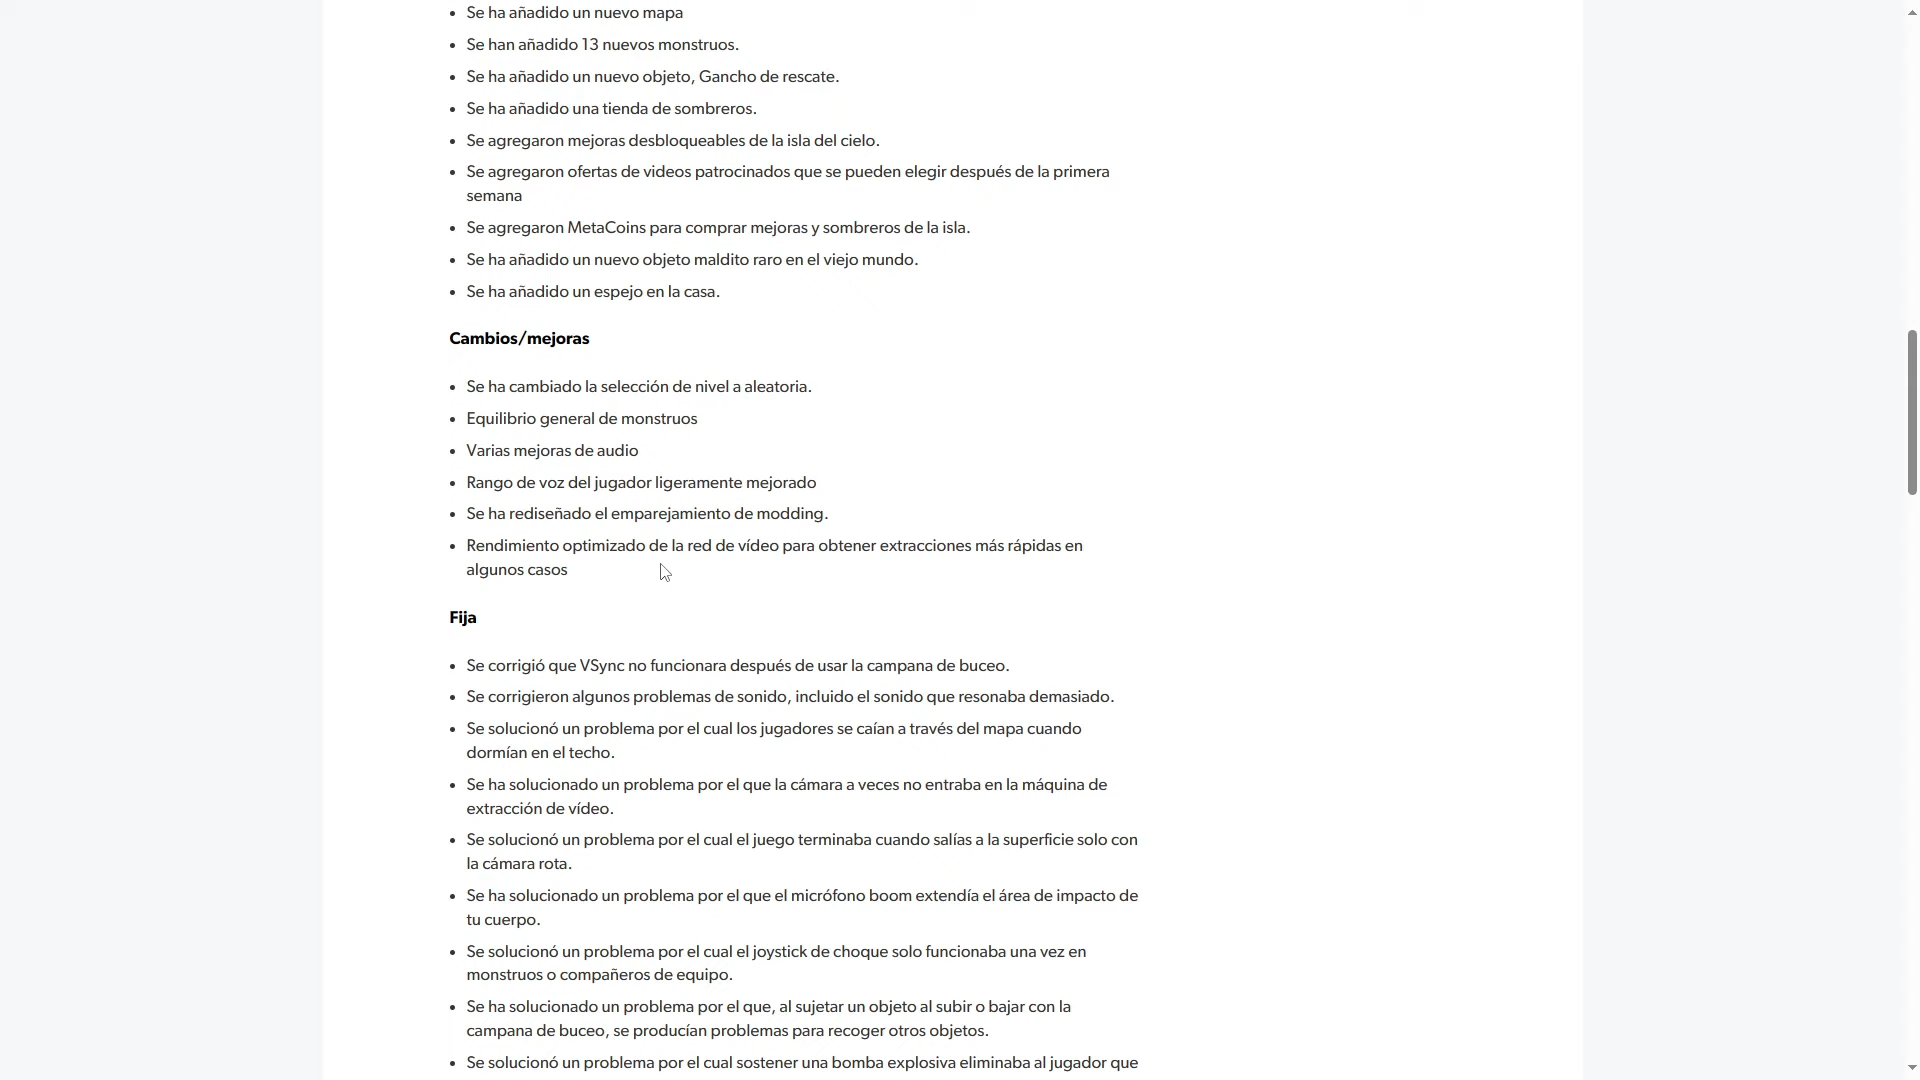 Se ha añadido un nuevo mapa
Se han añadido 13 nuevos monstruos.
Se ha añadido un nuevo objeto, Gancho de rescate.
Se ha añadido una tienda de sombreros.
Se agregaron mejoras desbloqueables de la isla del cielo.
Se agregaron ofertas de videos patrocinados que se pueden elegir después de la primera
semana
Se agregaron MetaCoins para comprar mejoras y sombreros de la isla.
Se ha añadido un nuevo objeto maldito raro en el viejo mundo.
Se ha añadido un espejo en la casa.
Cambios/mejoras
Se ha cambiado la selección de nivel a aleatoria.
Equilibrio general de monstruos
Varias mejoras de audio
Rango de voz del jugador ligeramente mejorado
Se ha rediseñado el emparejamiento de modding.
Rendimiento optimizado de la red de vídeo para obtener extracciones más rápidas en
algunos casos
Fija
Se corrigió que VSync no funcionara después de usar la campana de buceo.
Se corrigieron algunos problemas de sonido, incluido el sonido que resonaba demasiado.
Se solucionó un problema por el cual los jugadores se caían a través del mapa cuando
dormían en el techo.
Se ha solucionado un problema por el que la cámara a veces no entraba en la máquina de
extracción de vídeo.
Se solucionó un problema por el cual el juego terminaba cuando salías a la superficie solo con
la cámara rota.
Se ha solucionado un problema por el que el micrófono boom extendía el área de impacto de
tu cuerpo.
Se solucionó un problema por el cual el joystick de choque solo funcionaba una vez en
monstruos o compañeros de equipo.
Se ha solucionado un problema por el que, al sujetar un objeto al subir o bajar con la
campana de buceo, se producían problemas para recoger otros objetos.
Se solucionó un problema por el cual sostener una bomba explosiva eliminaba al jugador que